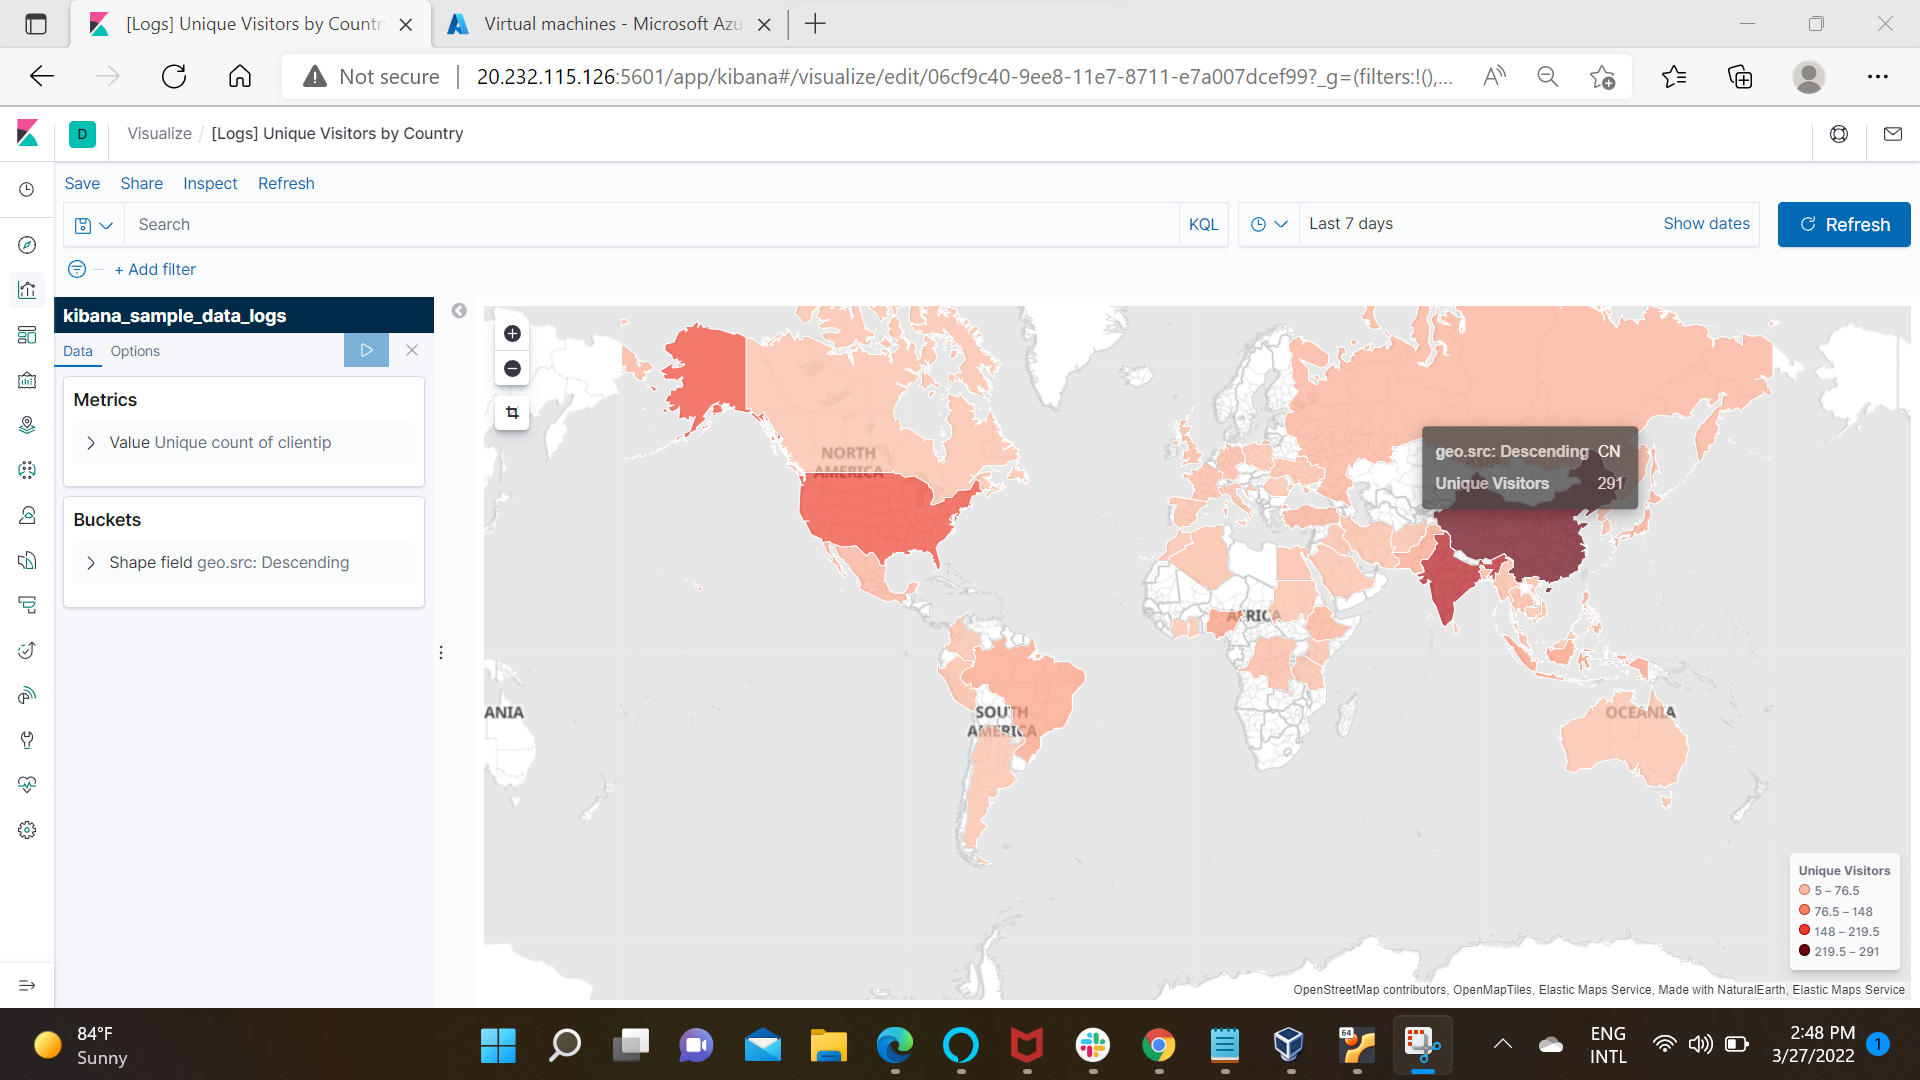 [Logs] Unique Visitors by Countr
Virtual machines - Microsoft Azu
Not secure
20.232.115.126:5601/app/kibana#/visualize/edit/06cf9c40-9ee8-11e7-8711-e7a007dcef99?_g=(filters:!(),...
D
Visualize / [Logs] Unique Visitors by Country
Save Share Inspect Refresh
Search
KQL
Last 7 days
Show dates
Refresh
+ Add filter
kibana_sample_data_logs
Data Options
Metrics
Value Unique count of clientip
Buckets
Shape field geo.src: Descending
NORTH
AMERICA
geo.src: Descending CN
Unique Visitors 291
AFRICA
ANIA
SOUTH
AMERICA
OCEANIA
Unique Visitors
5 – 76.5
76.5 – 148
148 – 219.5
219.5 – 291
OpenStreetMap contributors, OpenMapTiles, Elastic Maps Service, Made with NaturalEarth, Elastic Maps Service
84°F
Sunny
64
ENG
INTL
2:48 PM
3/27/2022
1